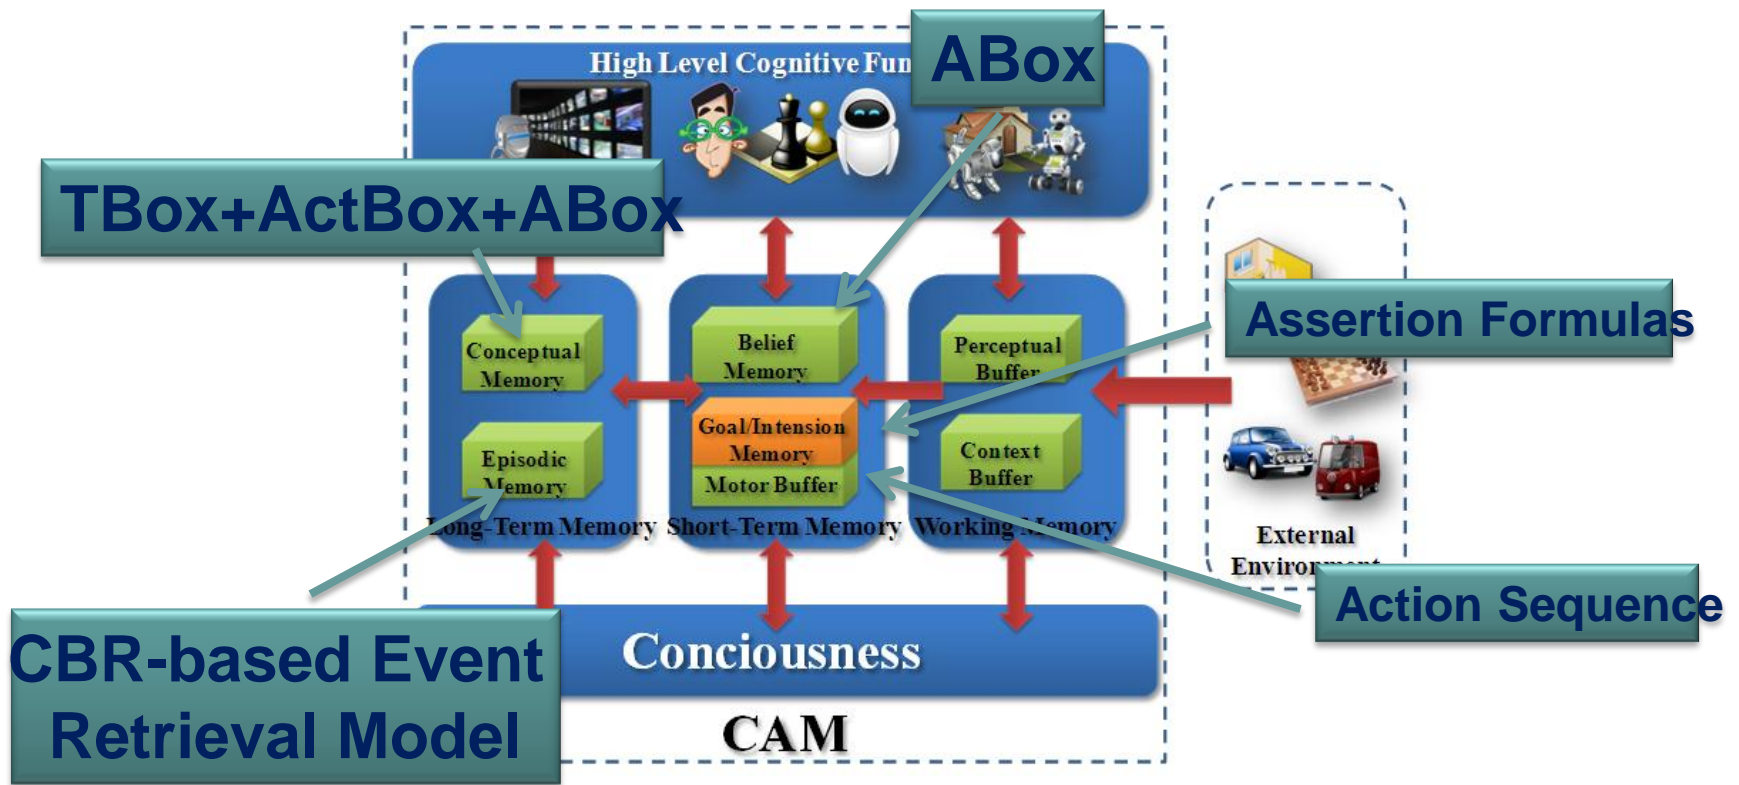 High Level Cognitive Fun
ABox
TBox+ActBox+ABox
Assertion Formulas
Conceptual
Memory
Belief
Memory
Perceptual
Buffer
Goal/Intension
Memory
Episodic
Memory
Context
Buffer
Motor Buffer
Long-Term Memory
Short-Term Memory
Working Memory
External
Environment
Action Sequence
CBR-based Event
Retrieval Model
Conciousness
CAM